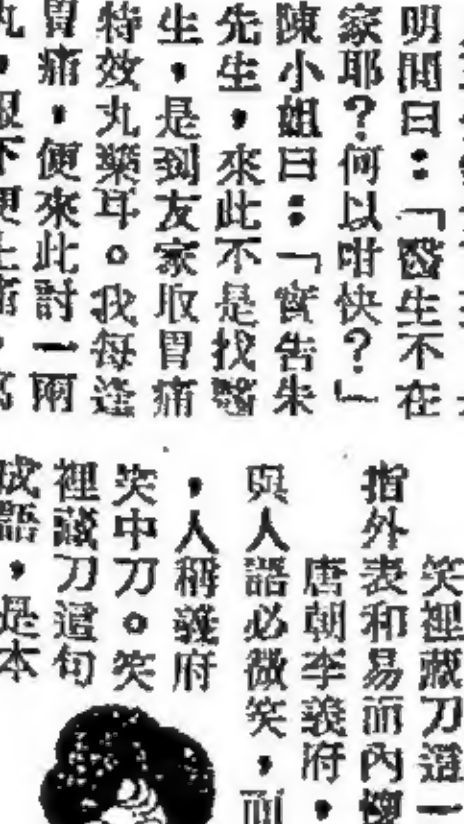 明聞曰：「醫生不在
家耶？何以咁快？」
陳小姐曰：「實告朱
先生，來此不是找醫
生，是到友家取胃痛
特效丸藥耳。我每逢
胃痛，便來此討一兩
丸，服不便止痛，
笑裡藏刀這一
指外表和易而內
唐朝李義府，
與人語必微笑，而
，人稱義府
笑中刀。笑
裡藏刀這句
成語，是本